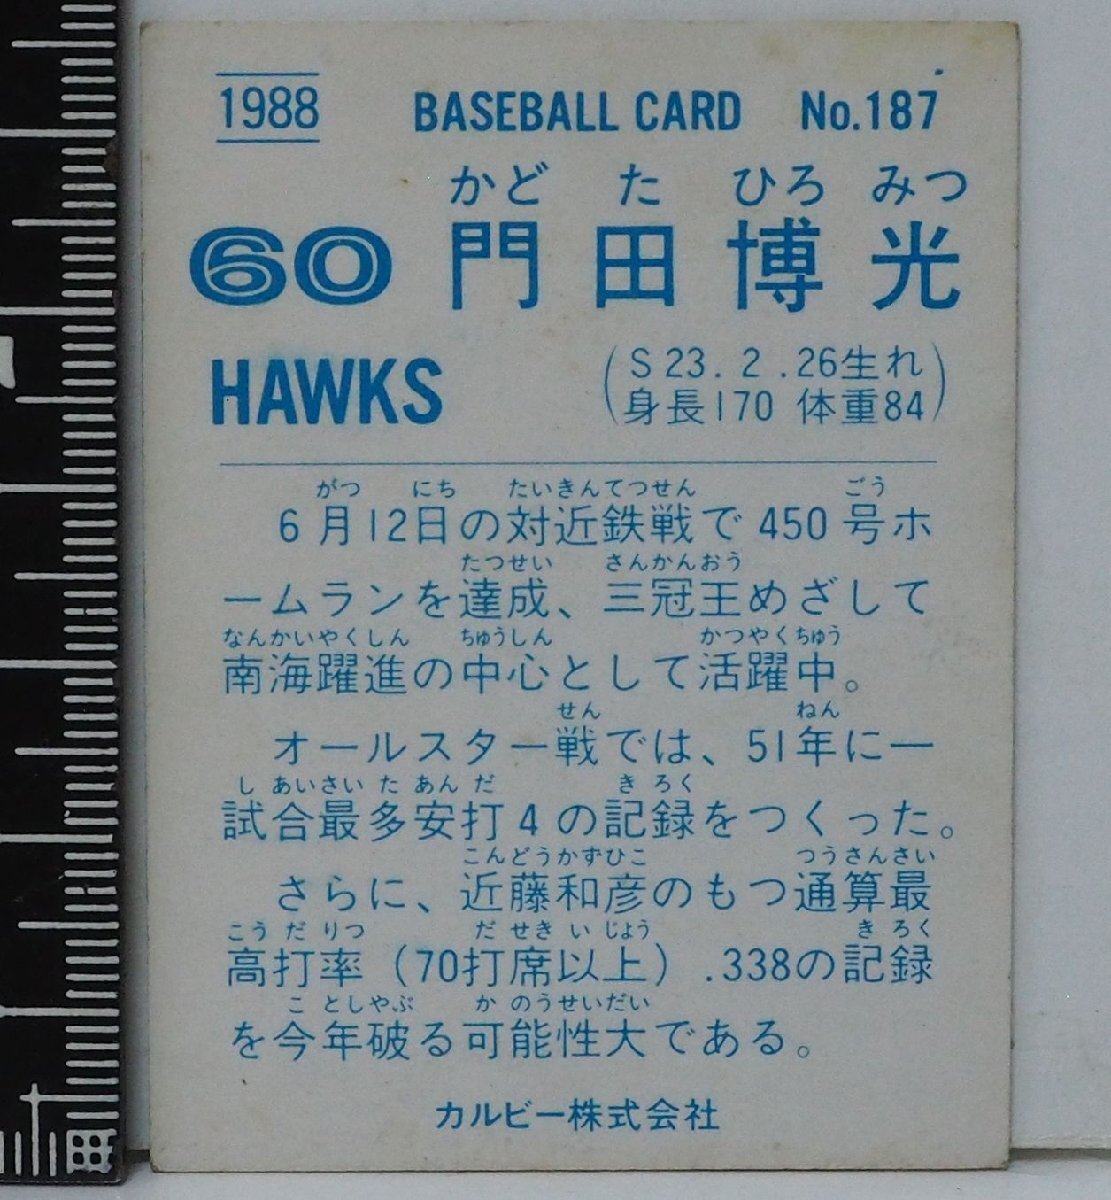 1988 BASEBALL CARD No.187
かどたひろみつ
60 門田博光
HAWKS
(S23.2.26生れ
身長170 体重84)
がつ にち たいきんてつせん ごう
6月12日の対近鉄戦で450号ホ
たつせい さんかんおう
ームランを達成、三冠王めざして
なんかいやくしん ちゅうしん かつやくちゅう
南海躍進の中心として活躍中。
せん ねん
オールスター戦では、51年に一
しあいさいたあんだ きろく
試合最多安打4の記録をつくった。
こんどうかずひこ つうさんさい
さらに、近藤和彦のもつ通算最
こうだりつ だせきいじょう きろく
高打率(70打席以上).338の記録
ことしやぶ かのうせいだい
を今年破る可能性大である。
カルビー株式会社